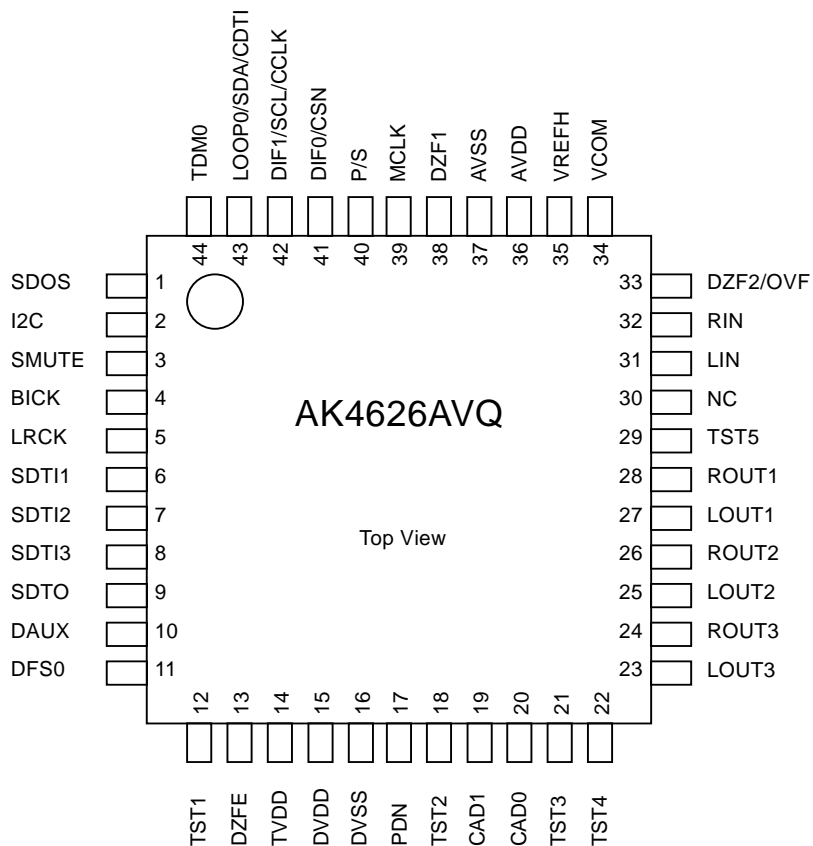 TDM0
LOOP0/SDA/CDTI
DIF1/SCL/CCLK
DIF0/CSN
P/S
MCLK
DZF1
AVSS
AVDD
VREFH
VCOM
44
43
42
41
40
39
38
37
36
35
34
SDOS 1
I2C 2
SMUTE 3
BICK 4
LRCK 5
SDTI1 6
SDTI2 7
SDTI3 8
SDTO 9
DAUX 10
DFS0 11
AK4626AVQ
Top View
33 DZF2/OVF
32 RIN
31 LIN
30 NC
29 TST5
28 ROUT1
27 LOUT1
26 ROUT2
25 LOUT2
24 ROUT3
23 LOUT3
12
13
14
15
16
17
18
19
20
21
22
TST1
DZFE
TVDD
DVDD
DVSS
PDN
TST2
CAD1
CAD0
TST3
TST4